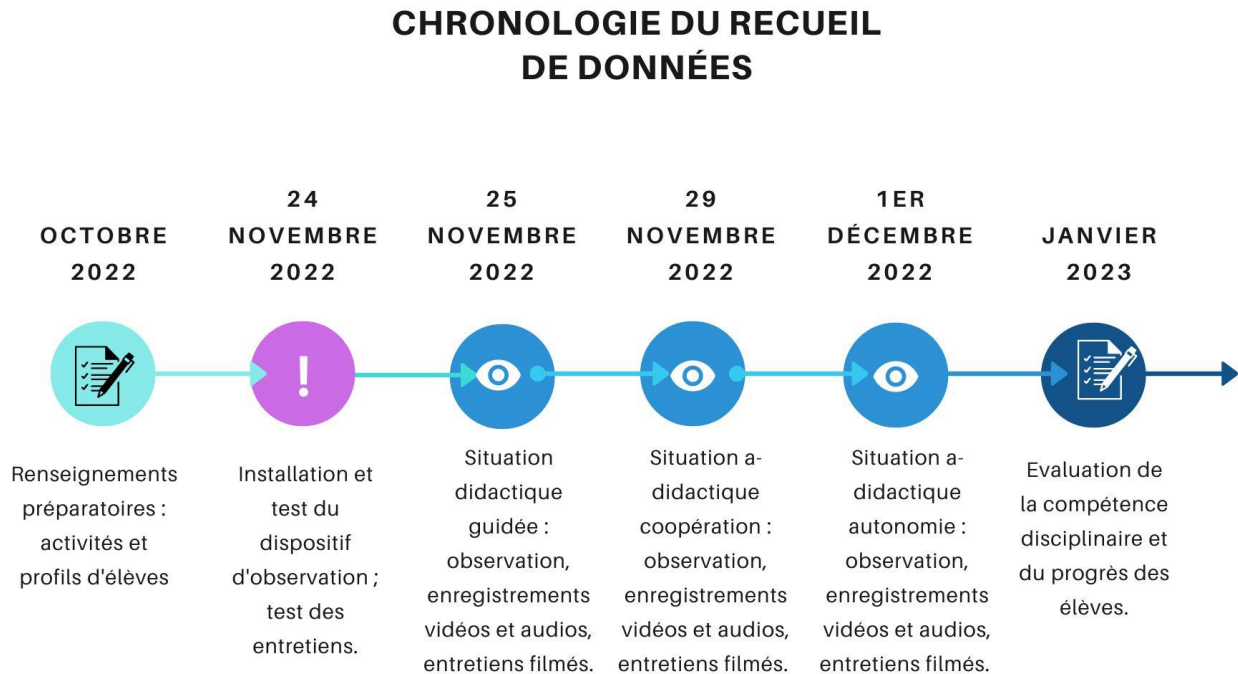 CHRONOLOGIE DU RECUEIL
DE DONNÉES
OCTOBRE
2022
24
NOVEMBRE
2022
25
NOVEMBRE
2022
29
NOVEMBRE
2022
1ER
DÉCEMBRE
2022
JANVIER
2023
!
Renseignements
préparatoires :
activités et
profils d'élèves
Installation et
test du
dispositif
d'observation ;
test des
entretiens.
Situation
didactique
guidée :
observation,
enregistrements
vidéos et audios,
entretiens filmés.
Situation a-
didactique
coopération :
observation,
enregistrements
vidéos et audios,
entretiens filmés.
Situation a-
didactique
autonomie :
observation,
enregistrements
vidéos et audios,
entretiens filmés.
Evaluation de
la compétence
disciplinaire et
du progrès des
élèves.